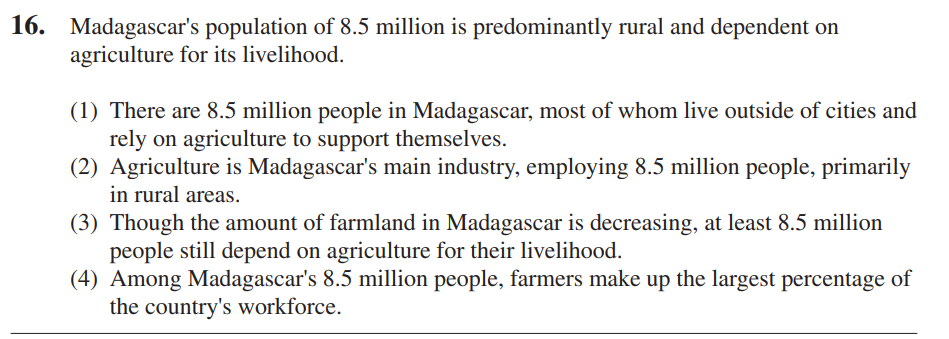 16. Madagascar's population of 8.5 million is predominantly rural and dependent on
agriculture for its livelihood.
(1) There are 8.5 million people in Madagascar, most of whom live outside of cities and
rely on agriculture to support themselves.
(2) Agriculture is Madagascar's main industry, employing 8.5 million people, primarily
in rural areas.
(3) Though the amount of farmland in Madagascar is decreasing, at least 8.5 million
people still depend on agriculture for their livelihood.
(4) Among Madagascar's 8.5 million people, farmers make up the largest percentage of
the country's workforce.